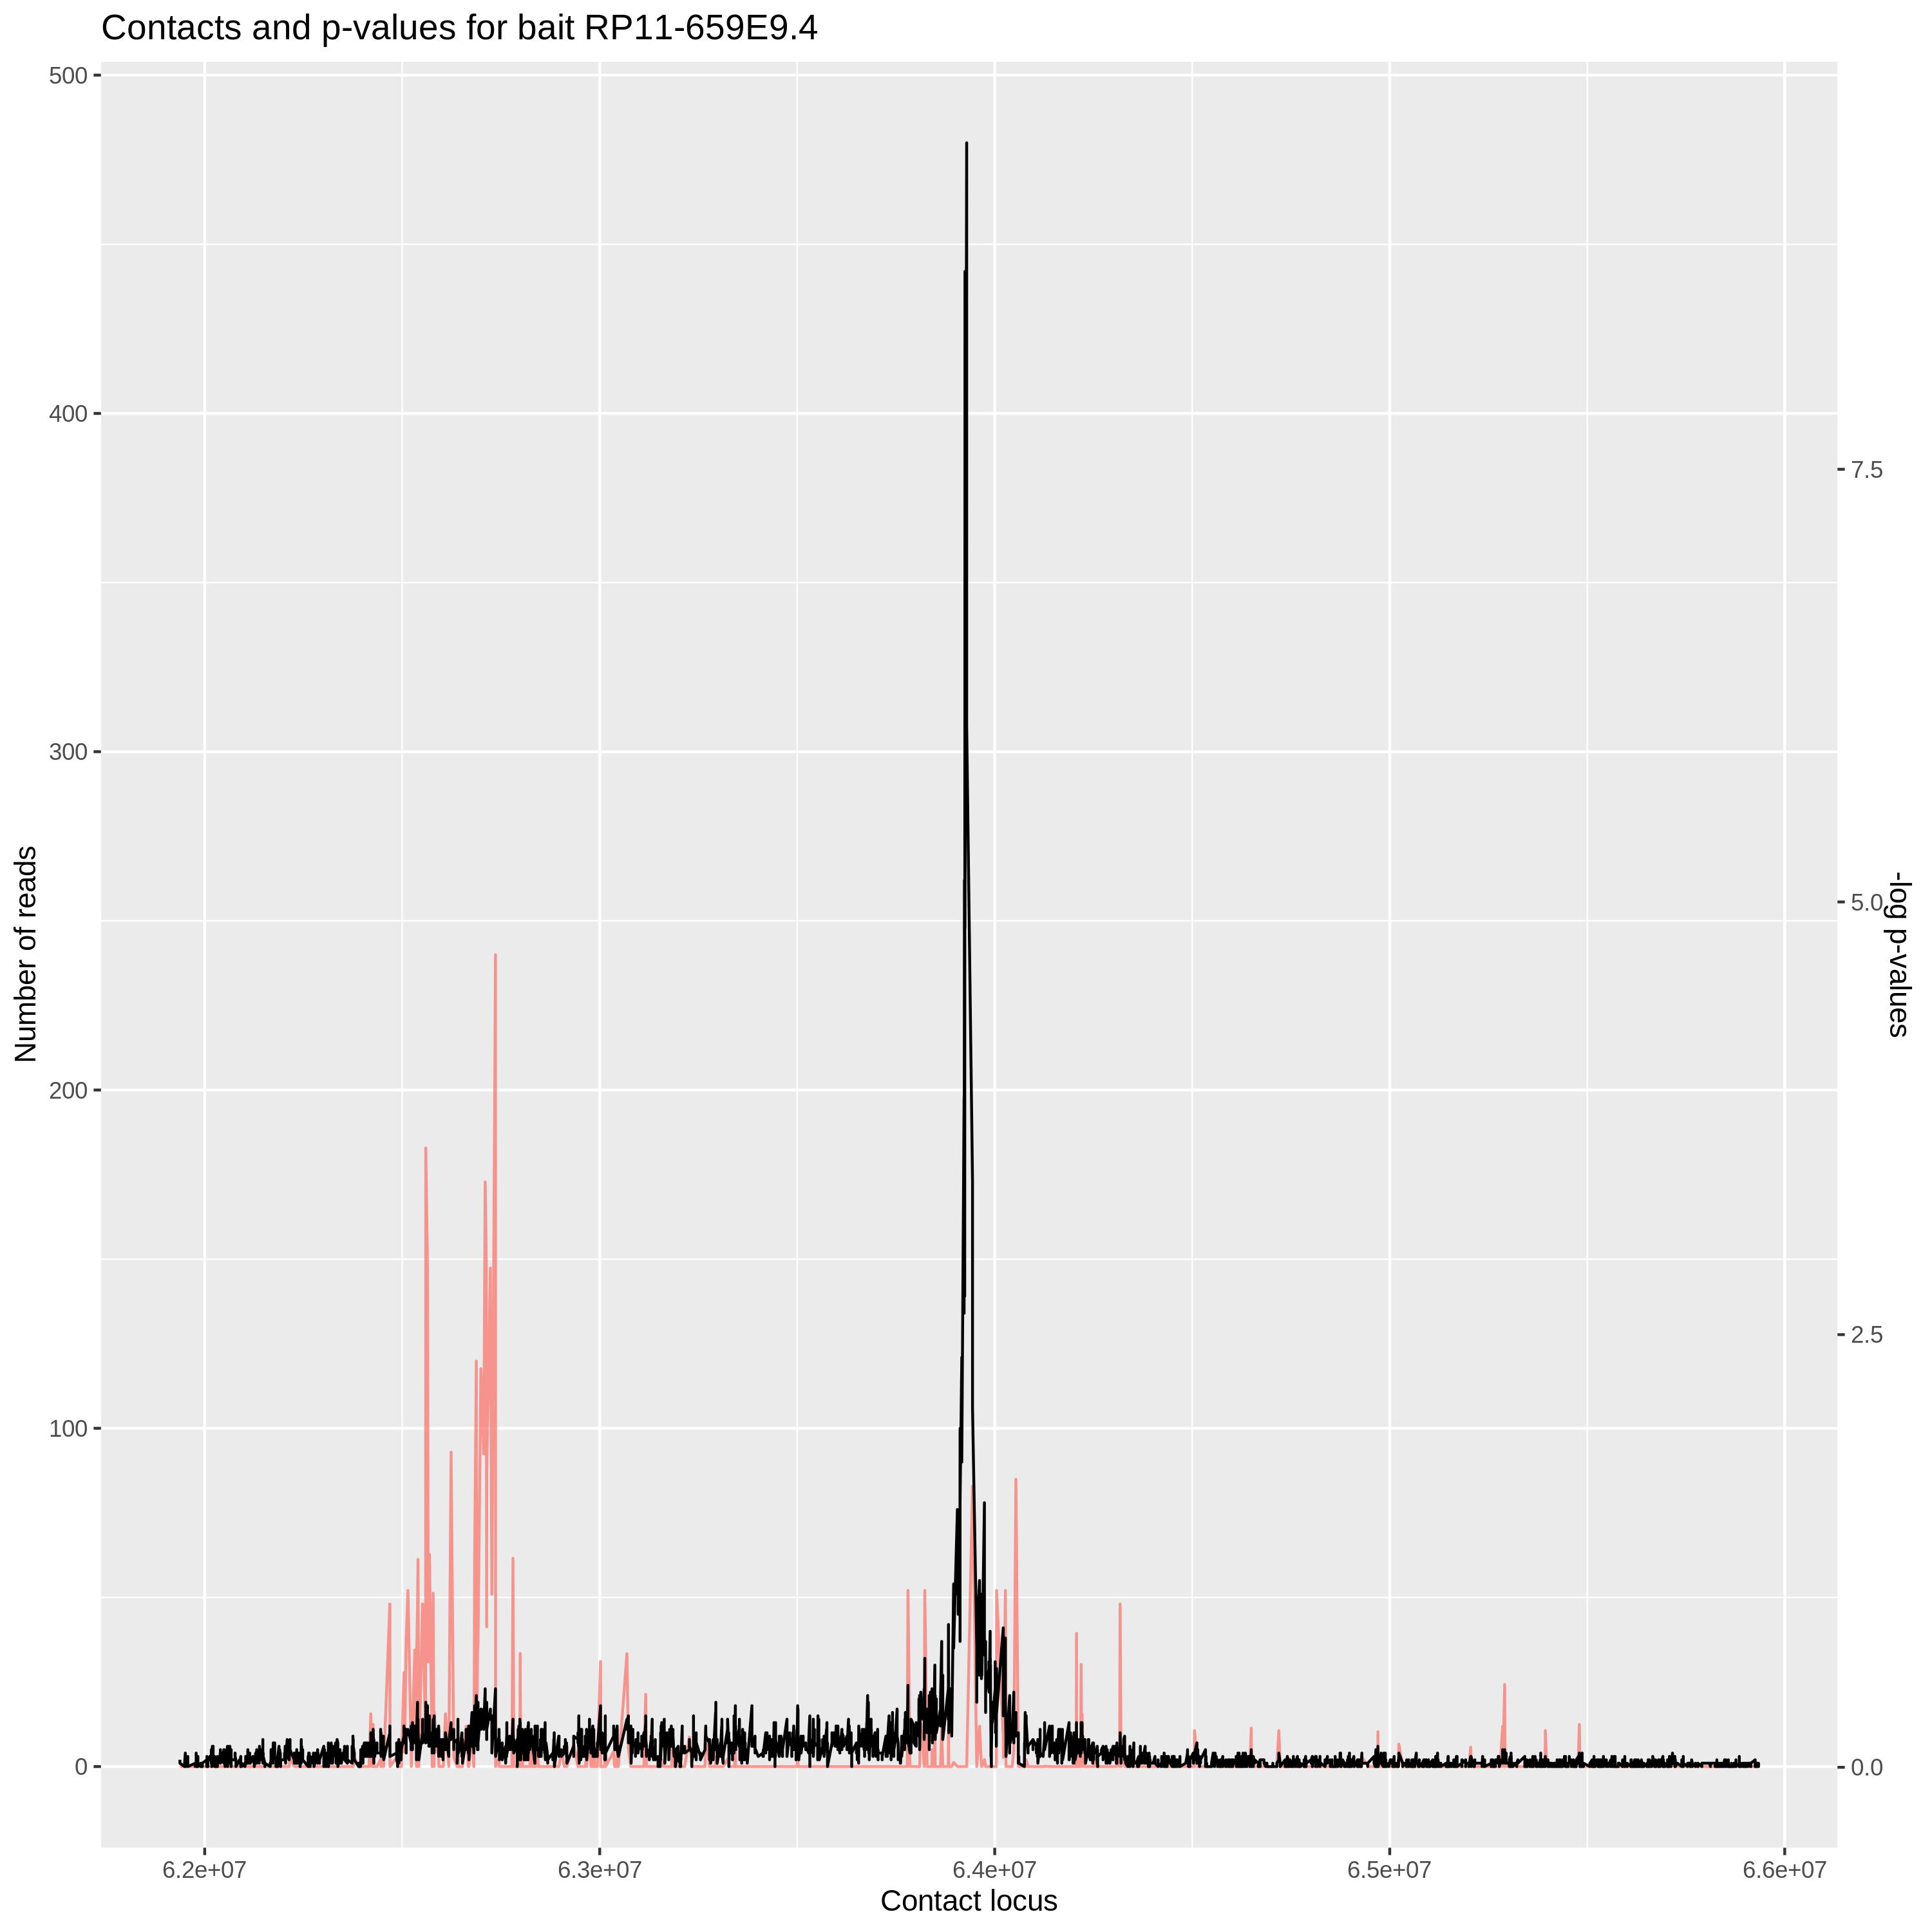 Contacts and p-values for bait RP11-659E9.4
500
400
300
200
100
0
Number of reads
7.5
5.0
2.5
0.0
-log p-values
6.2e+07 6.3e+07 6.4e+07 6.5e+07 6.6e+07
Contact locus